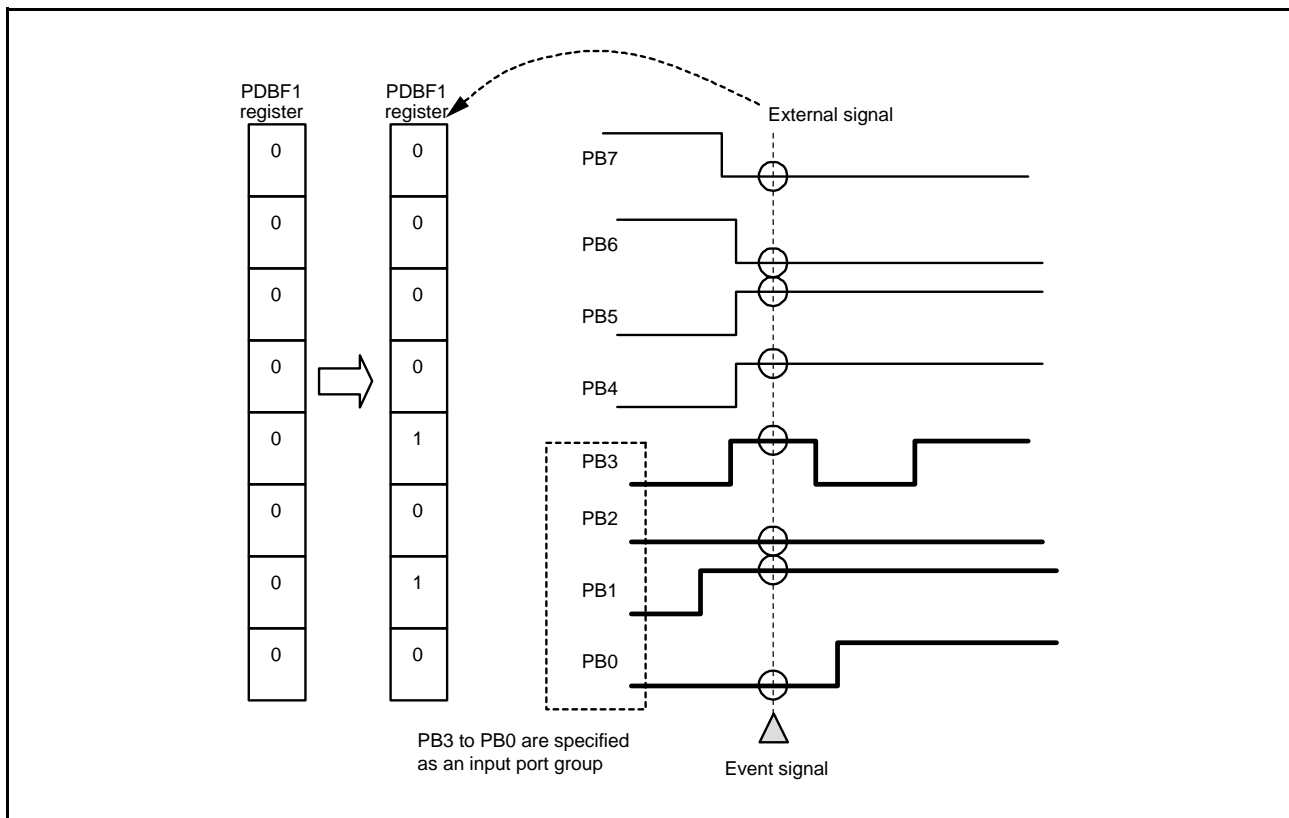 PDBF1
register
PDBF1
register
External signal
0
0
0
0
0
0
0
0
0
0
0
0
1
0
1
0
PB7
PB6
PB5
PB4
PB3
PB2
PB1
PB0
PB3 to PB0 are specified
as an input port group
Event signal